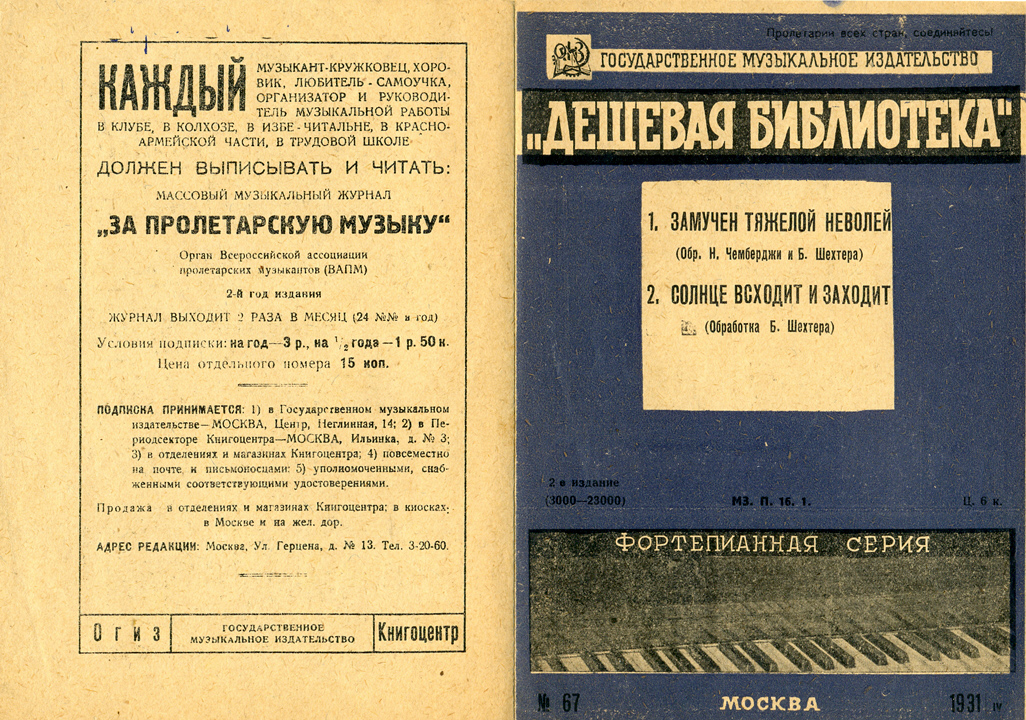 КАЖДЫЙ
МУЗЫКАНТ-КРУЖКОВЕЦ, ХОРО-
ВИК, ЛЮБИТЕЛЬ - САМОУЧКА,
ОРГАНИЗАТОР И РУКОВОДИ-
ТЕЛЬ МУЗЫКАЛЬНОЙ РАБОТЫ
В КЛУБЕ, В КОЛХОЗЕ, В ИЗБЕ-ЧИТАЛЬНЕ, В КРАСНО-
АРМЕЙСКОЙ ЧАСТИ, В ТРУДОВОЙ ШКОЛЕ
ДОЛЖЕН ВЫПИСЫВАТЬ И ЧИТАТЬ:
МАССОВЫЙ МУЗЫКАЛЬНЫЙ ЖУРНАЛ
„ЗА ПРОЛЕТАРСКУЮ МУЗЫКУ“
Орган Всероссийской ассоциации
пролетарских музыкантов (ВАПМ)
2-й год издания
ЖУРНАЛ ВЫХОДИТ 2 РАЗА В МЕСЯЦ (24 №№ в год)
Условия подписки: на год—3 р., на 1/2 года—1 р. 50 к.
Цена отдельного номера 15 коп.
ПОДПИСКА ПРИНИМАЕТСЯ: 1) в Государственном музыкальном
издательстве—МОСКВА, Центр, Неглинная, 14; 2) в Пе-
риодсекторе Книгоцентра—МОСКВА, Ильинка, д. № 3;
3) в отделениях и магазинах Книгоцентра; 4) повсеместно
на почте и письмоносцами; 5) уполномоченными, снаб-
женными соответствующими удостоверениями.
Продажа в отделениях и магазинах Книгоцентра; в киосках
в Москве и на жел. дор.
АДРЕС РЕДАКЦИИ: Москва, Ул. Герцена, д. № 13. Тел. 3-20-60.
Огиз
ГОСУДАРСТВЕННОЕ
МУЗЫКАЛЬНОЕ ИЗДАТЕЛЬСТВО
Книгоцентр
Пролетарии всех стран, соединяйтесь!
ГОСУДАРСТВЕННОЕ МУЗЫКАЛЬНОЕ ИЗДАТЕЛЬСТВО
„ДЕШЕВАЯ БИБЛИОТЕКА“
1. ЗАМУЧЕН ТЯЖЕЛОЙ НЕВОЛЕЙ
(Обр. Н. Чемберджи и Б. Шехтера)
2. СОЛНЦЕ ВСХОДИТ И ЗАХОДИТ
(Обработка Б. Шехтера)
2-е издание
(3000—23000)
МЗ. П. 16. 1.
Ц. 6 к.
ФОРТЕПИАННАЯ СЕРИЯ
№ 67
МОСКВА
1931 IV